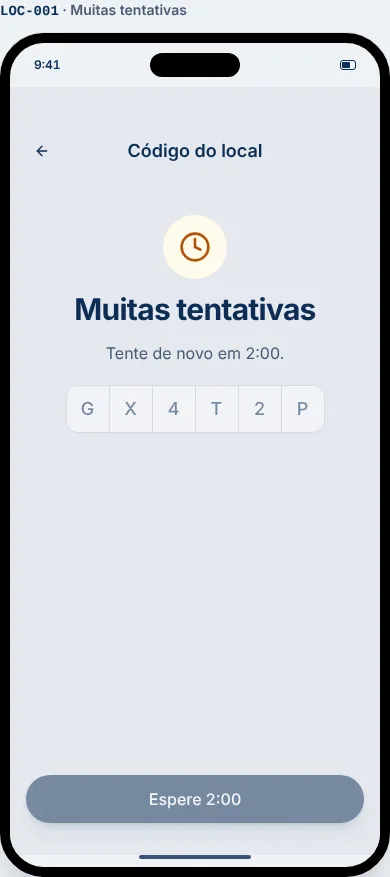 LOC-001 · Muitas tentativas
9:41
Código do local
Muitas tentativas
Tente de novo em 2:00.
G X 4 T 2 P
Espere 2:00